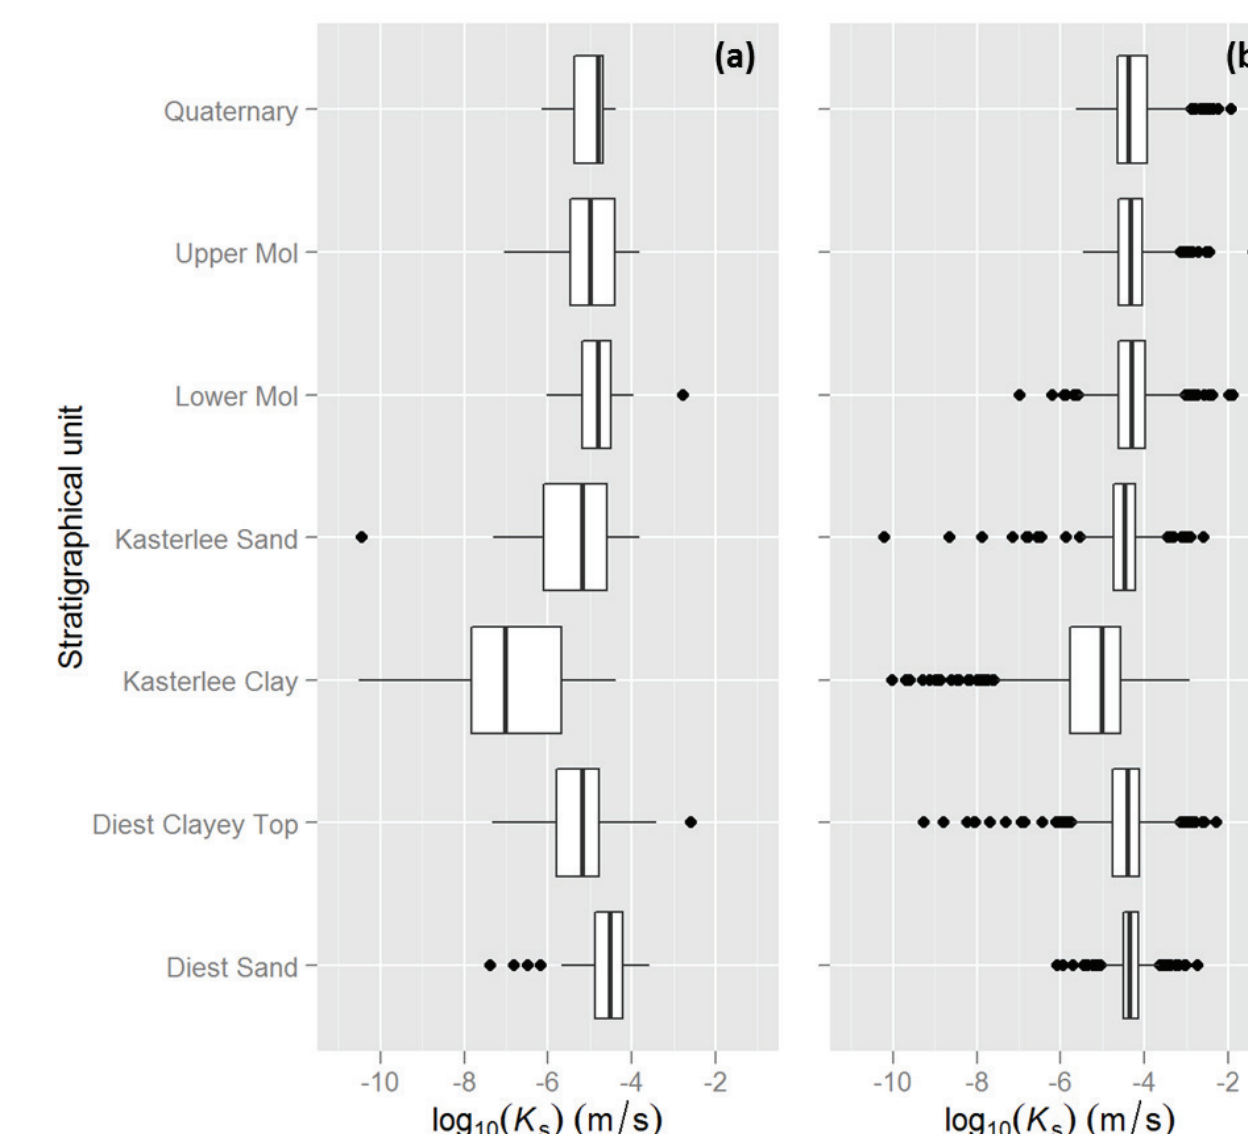 (a)
(b
Quaternary
Upper Mol
Lower Mol
Kasterlee Sand
Kasterlee Clay
Diest Clayey Top
Diest Sand
Stratigraphical unit
-10 -8 -6 -4 -2
-10 -8 -6 -4 -2
log₁₀(Kₛ) (m/s)
log₁₀(Kₛ) (m/s)